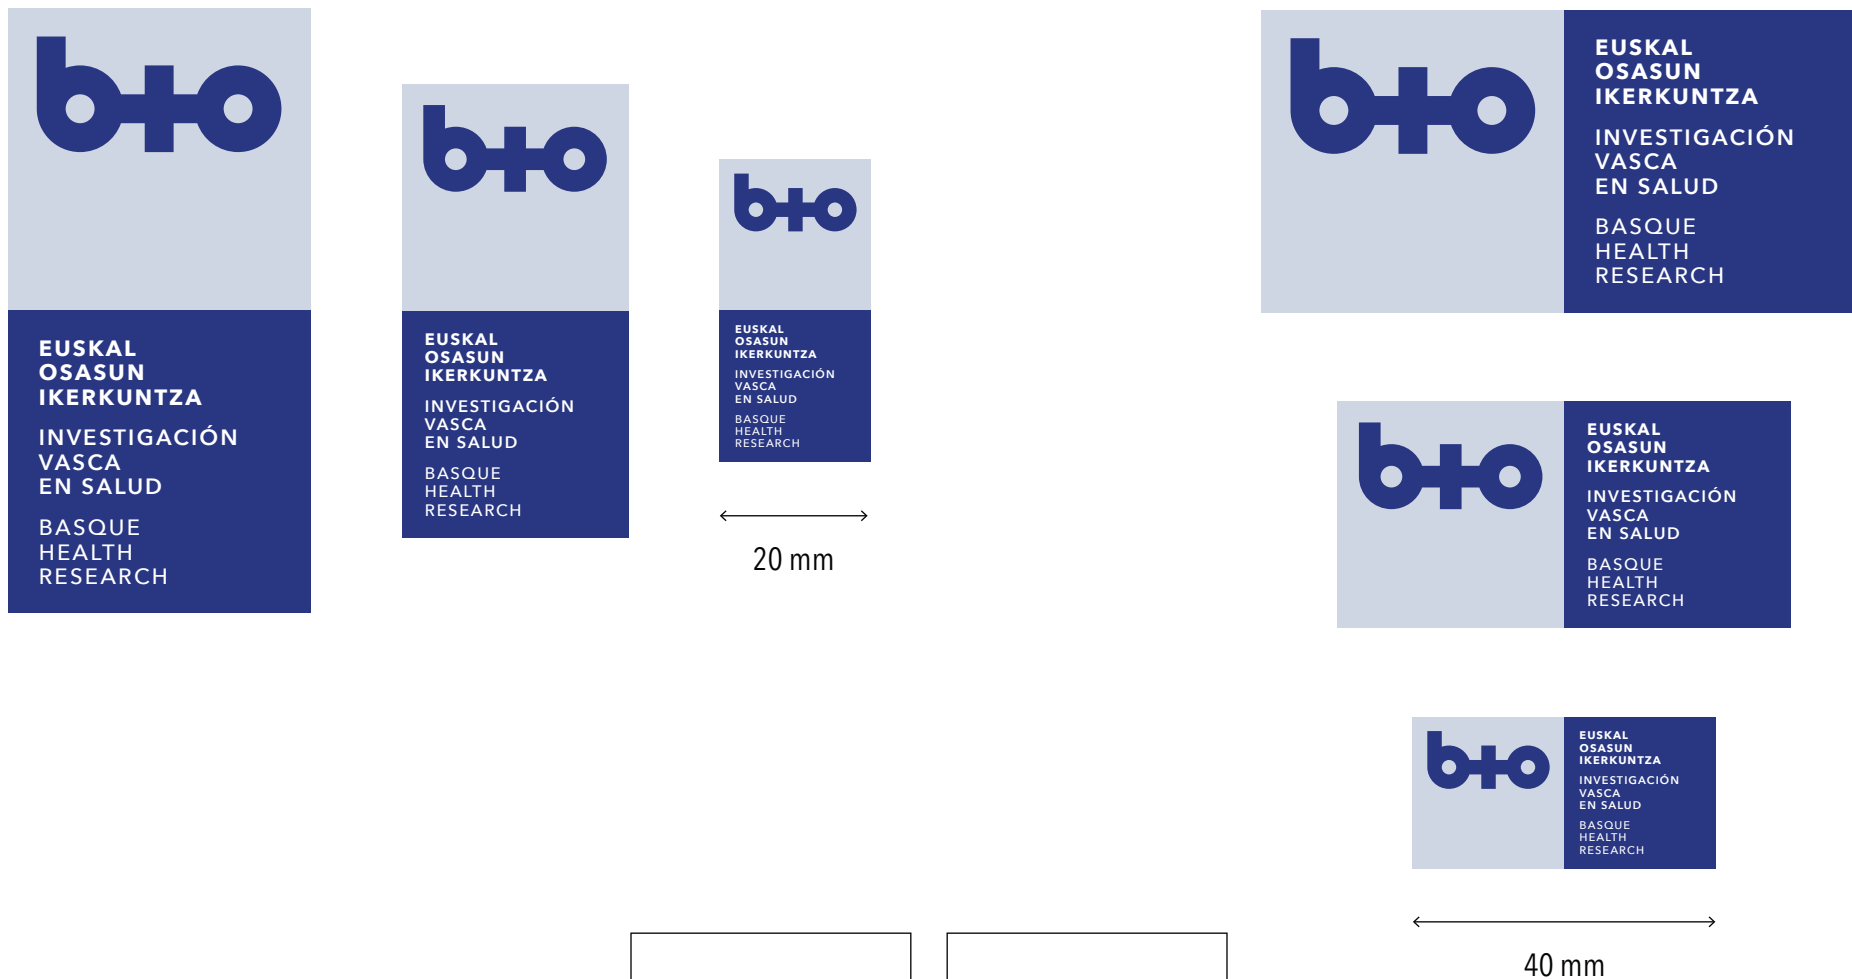 b+o
EUSKAL
OSASUN
IKERKUNTZA
INVESTIGACIÓN
VASCA
EN SALUD
BASQUE
HEALTH
RESEARCH
b+o
EUSKAL
OSASUN
IKERKUNTZA
INVESTIGACIÓN
VASCA
EN SALUD
BASQUE
HEALTH
RESEARCH
b+o
EUSKAL
OSASUN
IKERKUNTZA
INVESTIGACIÓN
VASCA
EN SALUD
BASQUE
HEALTH
RESEARCH
20 mm
b+o
EUSKAL
OSASUN
IKERKUNTZA
INVESTIGACIÓN
VASCA
EN SALUD
BASQUE
HEALTH
RESEARCH
b+o
EUSKAL
OSASUN
IKERKUNTZA
INVESTIGACIÓN
VASCA
EN SALUD
BASQUE
HEALTH
RESEARCH
b+o
EUSKAL
OSASUN
IKERKUNTZA
INVESTIGACIÓN
VASCA
EN SALUD
BASQUE
HEALTH
RESEARCH
40 mm